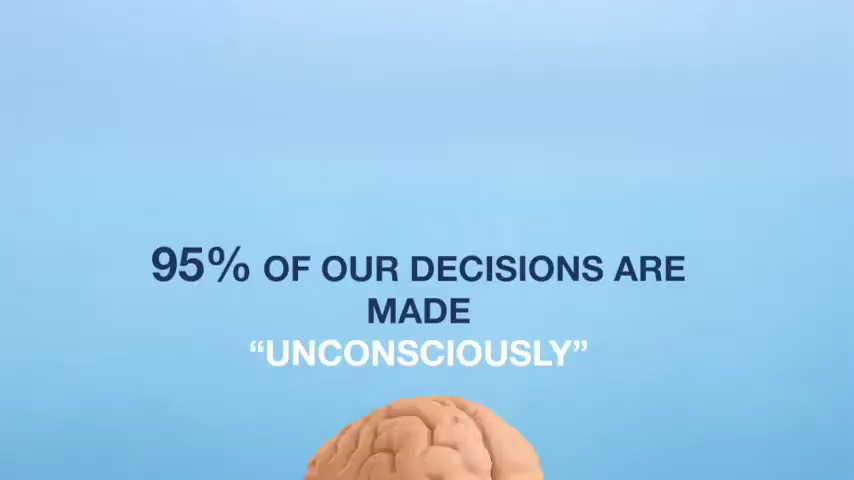 95% OF OUR DECISIONS ARE
MADE
“UNCONSCIOUSLY”